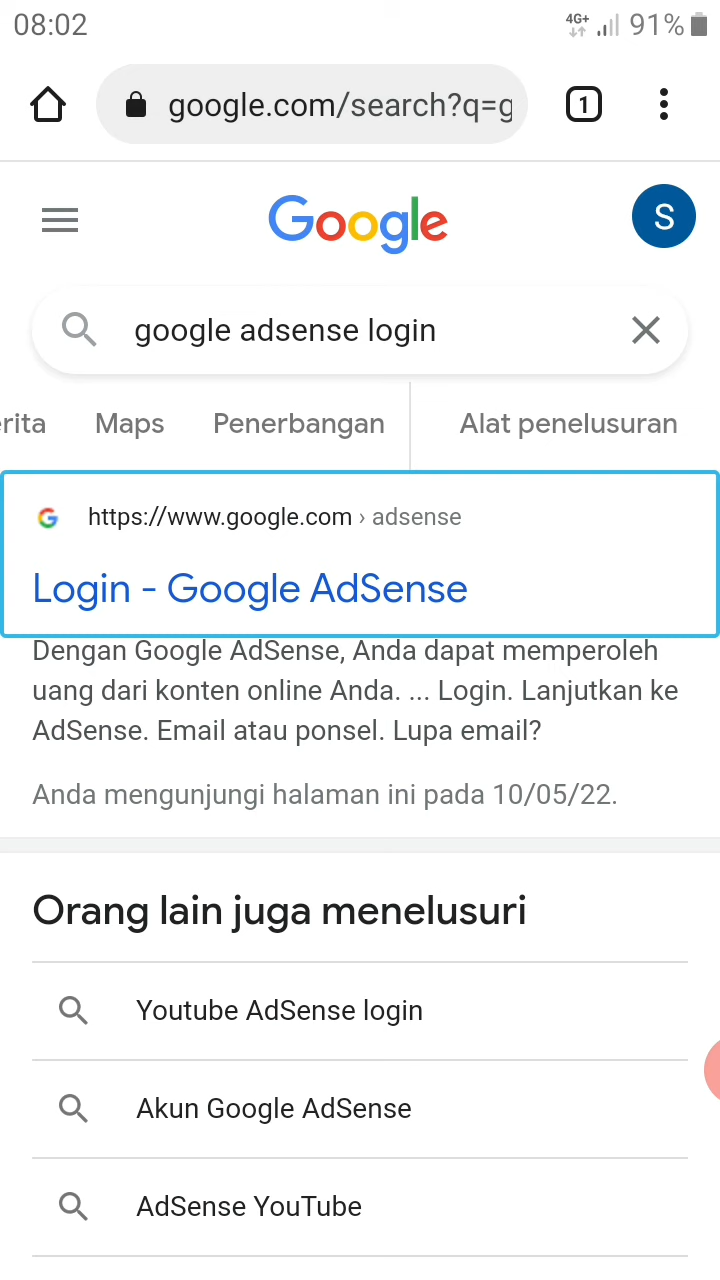 08:02
4G+
91%
google.com/search?q=g
1
Google
S
google adsense login
erita Maps Penerbangan Alat penelusuran
https://www.google.com › adsense
Login - Google AdSense
Dengan Google AdSense, Anda dapat memperoleh
uang dari konten online Anda. ... Login. Lanjutkan ke
AdSense. Email atau ponsel. Lupa email?
Anda mengunjungi halaman ini pada 10/05/22.
Orang lain juga menelusuri
Youtube AdSense login
Akun Google AdSense
AdSense YouTube